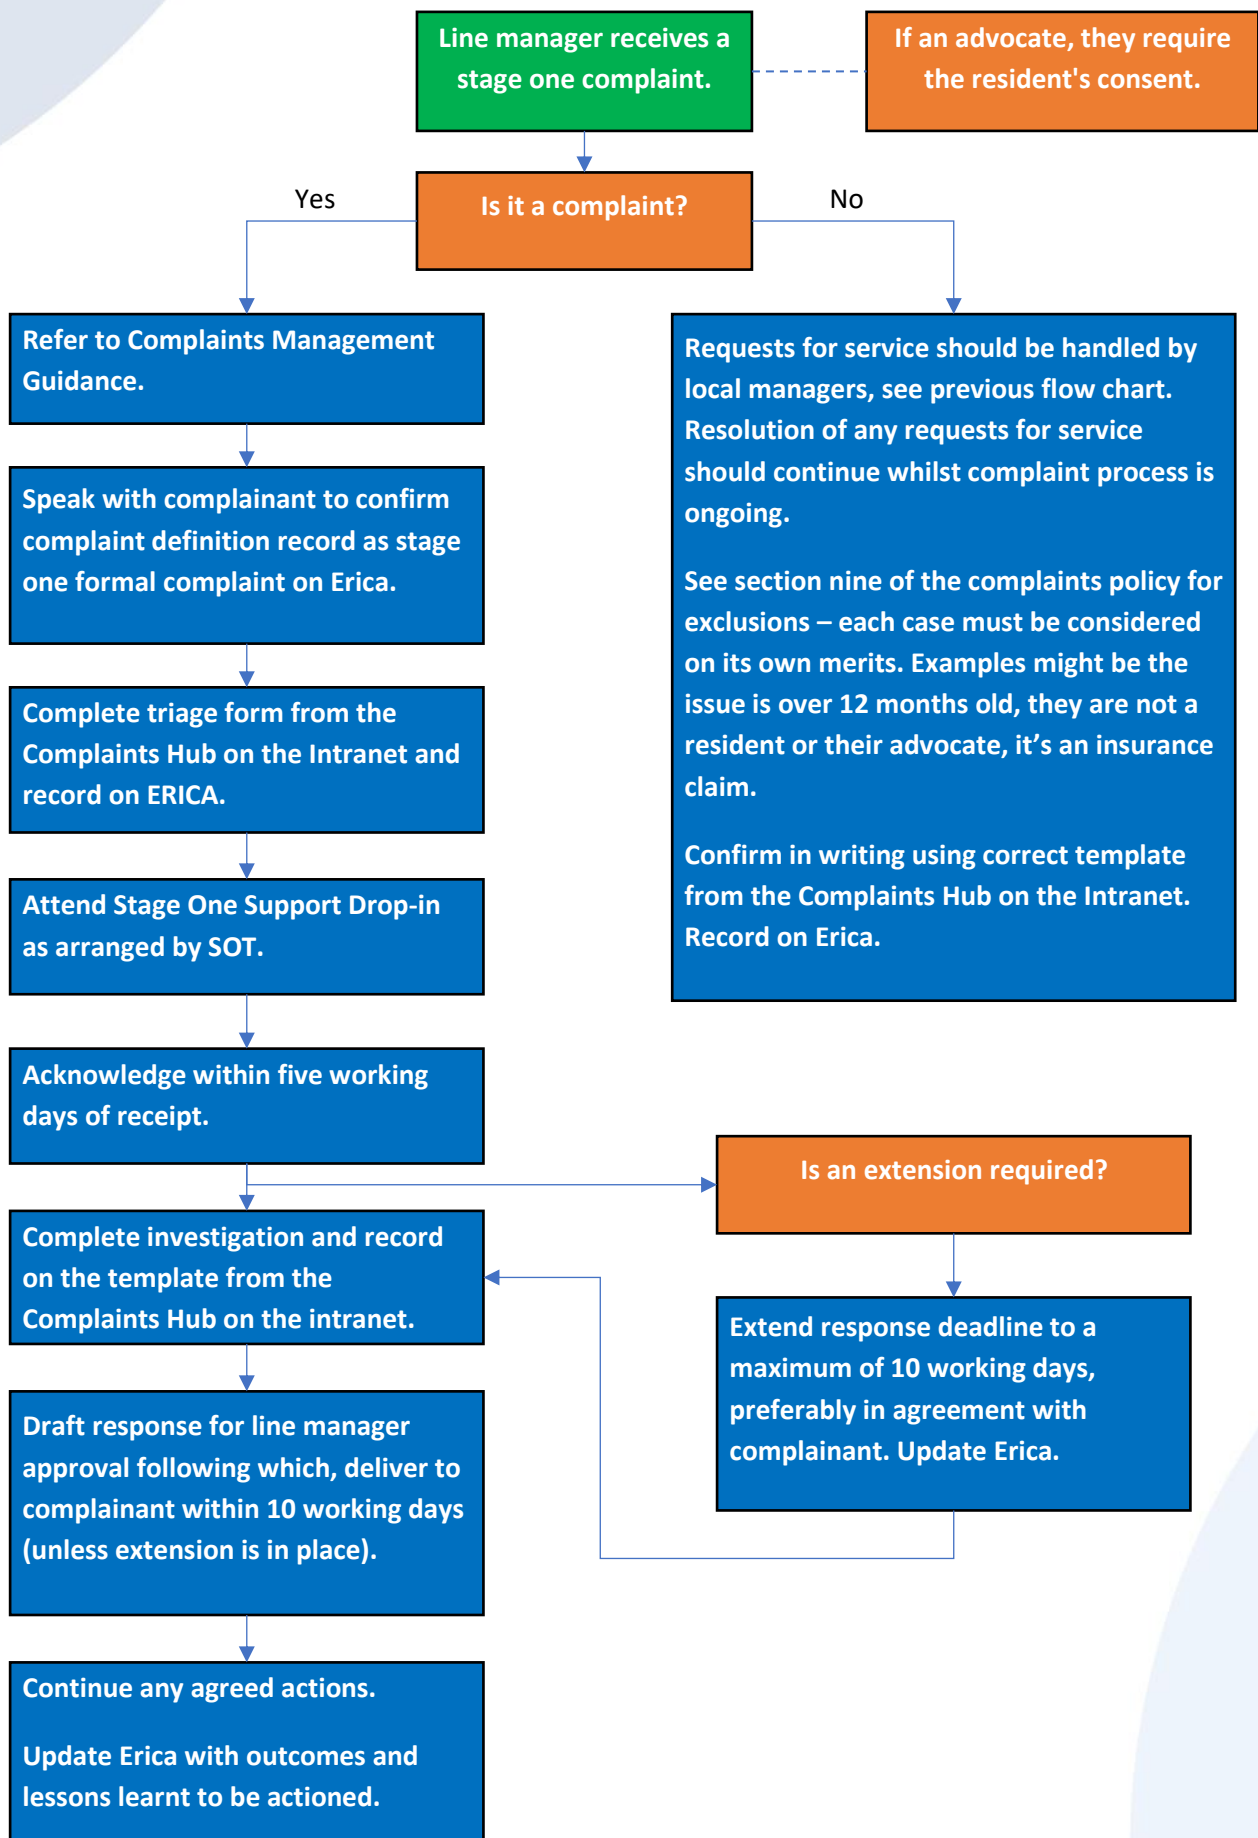 Line manager receives a
stage one complaint.
If an advocate, they require
the resident's consent.
Is it a complaint?
Yes
No
Refer to Complaints Management
Guidance.
Speak with complainant to confirm
complaint definition record as stage
one formal complaint on Erica.
Complete triage form from the
Complaints Hub on the Intranet and
record on ERICA.
Attend Stage One Support Drop-in
as arranged by SOT.
Acknowledge within five working
days of receipt.
Requests for service should be handled by
local managers, see previous flow chart.
Resolution of any requests for service
should continue whilst complaint process is
ongoing.
See section nine of the complaints policy for
exclusions – each case must be considered
on its own merits. Examples might be the
issue is over 12 months old, they are not a
resident or their advocate, it’s an insurance
claim.
Confirm in writing using correct template
from the Complaints Hub on the Intranet.
Record on Erica.
Is an extension required?
Extend response deadline to a
maximum of 10 working days,
preferably in agreement with
complainant. Update Erica.
Complete investigation and record
on the template from the
Complaints Hub on the intranet.
Draft response for line manager
approval following which, deliver to
complainant within 10 working days
(unless extension is in place).
Continue any agreed actions.
Update Erica with outcomes and
lessons learnt to be actioned.